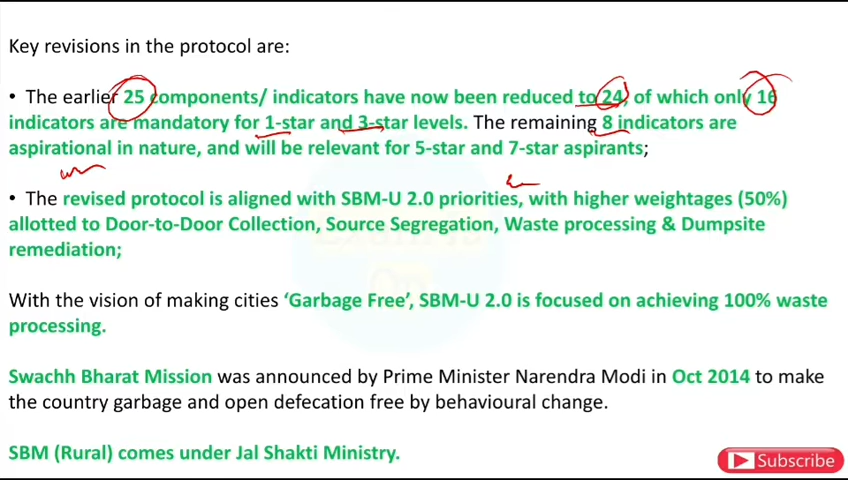 Key revisions in the protocol are:
• The earlier 25 components/ indicators have now been reduced to 24, of which only 16
indicators are mandatory for 1-star and 3-star levels. The remaining 8 indicators are
aspirational in nature, and will be relevant for 5-star and 7-star aspirants;
• The revised protocol is aligned with SBM-U 2.0 priorities, with higher weightages (50%)
allotted to Door-to-Door Collection, Source Segregation, Waste processing & Dumpsite
remediation;
With the vision of making cities ‘Garbage Free’, SBM-U 2.0 is focused on achieving 100% waste
processing.
Swachh Bharat Mission was announced by Prime Minister Narendra Modi in Oct 2014 to make
the country garbage and open defecation free by behavioural change.
SBM (Rural) comes under Jal Shakti Ministry.
Subscribe